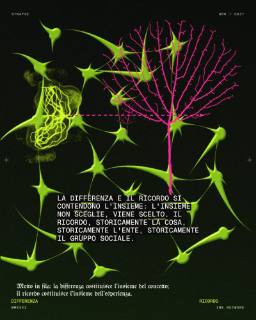 LA DIFFERENZA E IL RICORDO SI
CONTENDONO L'INSIEME: L'INSIEME
NON SCEGLIE, VIENE SCELTO. IL
RICORDO, STORICAMENTE LA COSA.
STORICAMENTE L'ENTE, STORICAMENTE
IL GRUPPO SOCIALE.
Metto in fila: la differenza costituisce l'insieme del concetto;
il ricordo costituisce l'insieme dell'esperienza.
DIFFERENZA
RICORDO